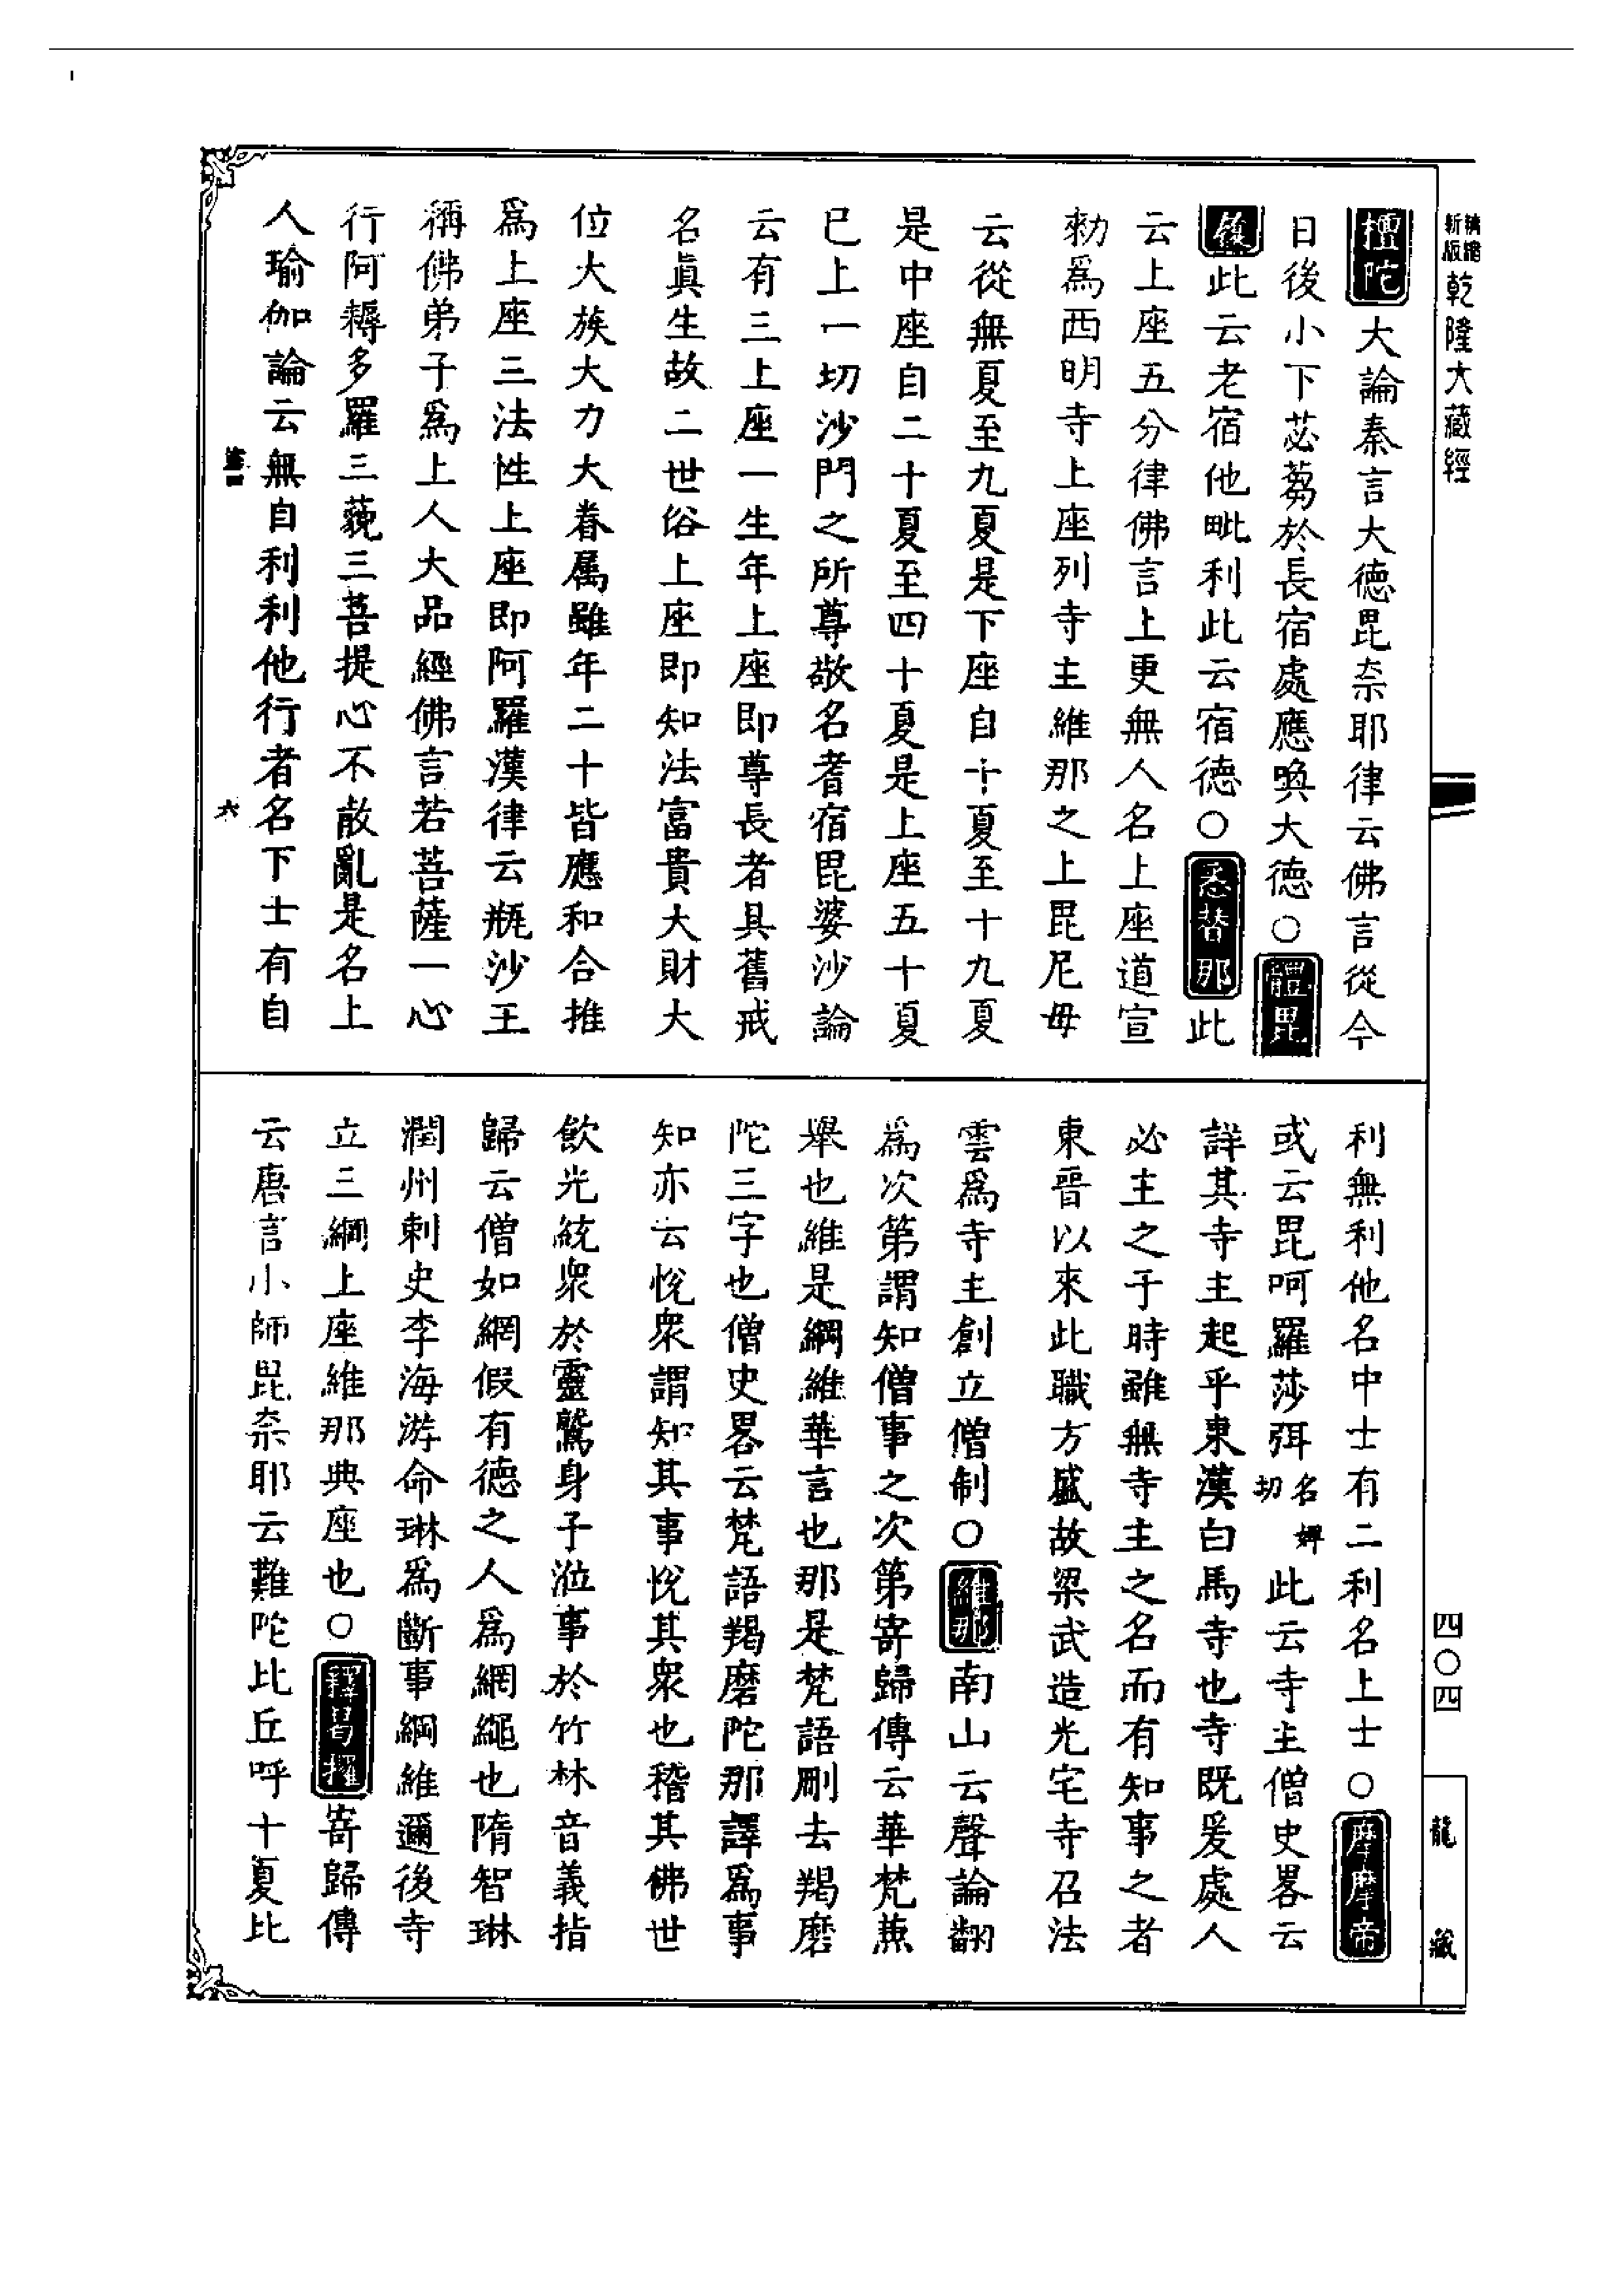 新版
精縮
乾隆大藏經
檀陀大論秦言大德毘奈耶律云佛言從今
日後小下苾芻於長宿處應喚大德○體毘
履此云老宿他毗利此云宿德○悉替那此
云上座五分律佛言上更無人名上座道宣
勑爲西明寺上座列寺主維那之上毘尼毋
云從無夏至九夏是下座自十夏至十九夏
是中座自二十夏至四十夏是上座五十夏
已上一切沙門之所尊敬名耆宿毘婆沙論
云有三上座一生年上座即尊長耆具舊戒
名眞生故二世俗上座即知法富貴大財大
位大族大力大眷屬雖年二十皆應和合推
爲上座三法性上座即阿羅漢律云瓶沙王
稱佛弟子爲上人大品經佛言若菩薩一心
行阿耨多羅三藐三菩提心不散亂是名上
人瑜伽論云無自利利他行者名下士有自
六
利無利他名中士有二利名上士○摩摩帝
或云毘呵羅莎弭名婢切此云寺主僧史畧云
詳其寺主起乎東漢白馬寺也寺既爰處人
必主之于時雖無寺主之名而有知事之者
東晉以來此職方盛故梁武造光宅寺召法
雲爲寺主創立僧制○維那南山云聲論翻
爲次第謂知僧事之次第寄歸傳云華梵蒹
舉也維是綱維華言也那是梵語刪去羯磨
陀三字也僧史畧云梵語羯磨陀那譯爲事
知亦云悅衆謂知其事悅其衆也稽其佛世
飲光統衆於靈鷲身子涖事於竹林音義指
歸云僧如網假有德之人爲網繩也隋智琳
潤州刺史李海游命琳爲斷事綱維邇後寺
立三綱上座維那典座也○鐸曷攞寄歸傳
云唐言小師毘奈耶云難陀比丘呼十夏比
四〇四
龍藏